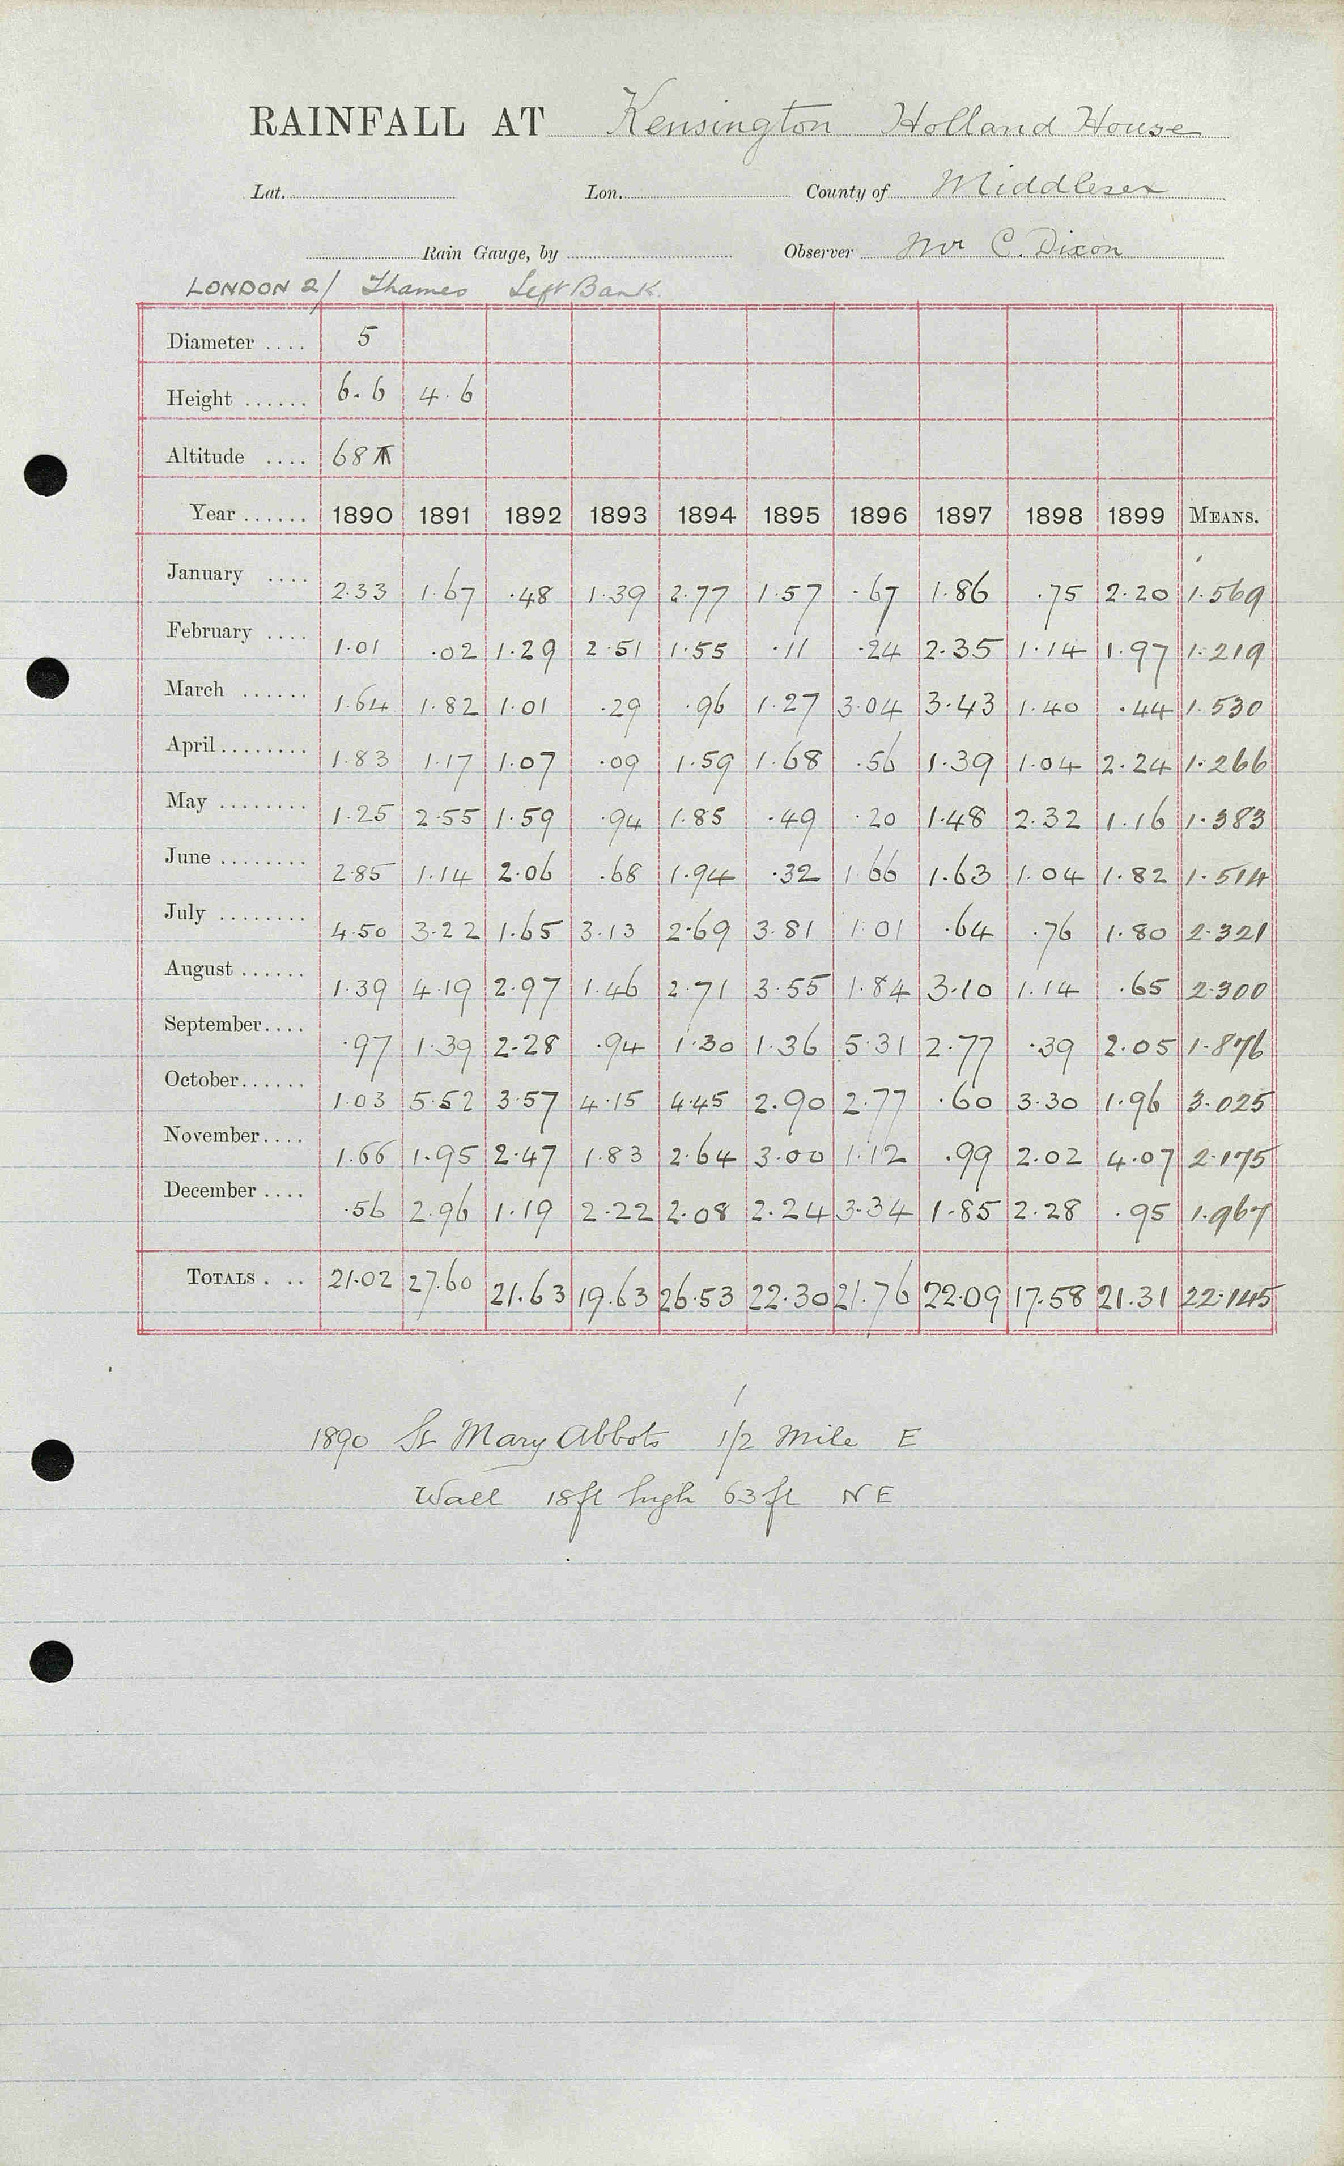 RAINFALL AT Kensington Holland House
Lat. Lon. County of Middlesex
Rain Gauge, by Observer Mr C. Dixon
LONDON 2/ Thames Left Bank.
Diameter .... 5
Height ...... 6.6 4.6
Altitude .... 68
Year ...... 1890 1891 1892 1893 1894 1895 1896 1897 1898 1899 MEANS.
January .... 2.33 1.67 .48 1.39 2.77 1.57 .67 1.86 .75 2.20 1.569
February .... 1.01 .02 1.29 2.51 1.55 .11 .24 2.35 1.14 1.97 1.219
March ...... 1.64 1.82 1.01 .29 .96 1.27 3.04 3.43 1.40 .44 1.530
April ........ 1.83 1.17 1.07 .09 1.59 1.68 .56 1.39 1.04 2.24 1.266
May ........ 1.25 2.55 1.59 .94 1.85 .49 .20 1.48 2.32 1.16 1.383
June ........ 2.85 1.14 2.06 .68 1.94 .32 1.66 1.63 1.04 1.82 1.514
July ........ 4.50 3.22 1.65 3.13 2.69 3.81 1.01 .64 .76 1.80 2.321
August ...... 1.39 4.19 2.97 1.46 2.71 3.55 1.84 3.10 1.14 .65 2.300
September .... .97 1.39 2.28 .94 1.30 1.36 5.31 2.77 .39 2.05 1.876
October ...... 1.03 5.52 3.57 4.15 4.45 2.90 2.77 .60 3.30 1.96 3.025
November .... 1.66 1.95 2.47 1.83 2.64 3.00 1.12 .99 2.02 4.07 2.175
December .... .56 2.96 1.19 2.22 2.08 2.24 3.34 1.85 2.28 .95 1.967
TOTALS . .. 21.02 27.60 21.63 19.63 26.53 22.30 21.76 22.09 17.58 21.31 22.145
1890 St Mary Abbots 1/2 Mile E
Wall 18ft high 63ft NE